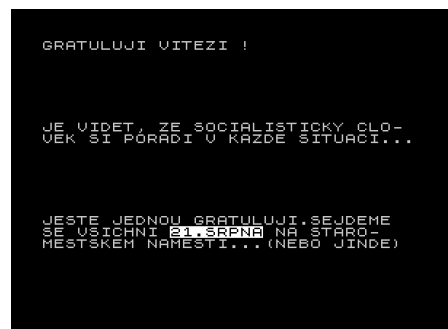 GRATULUJI VITEZI !
JE VIDET, ZE SOCIALISTICKY CLO-
VEK SI PORADI V KAZDE SITUACI...
JESTE JEDNOU GRATULUJI.SEJDEME
SE VSICHNI 21.SRPNA NA STARO-
MESTSKEM NAMESTI...(NEBO JINDE)